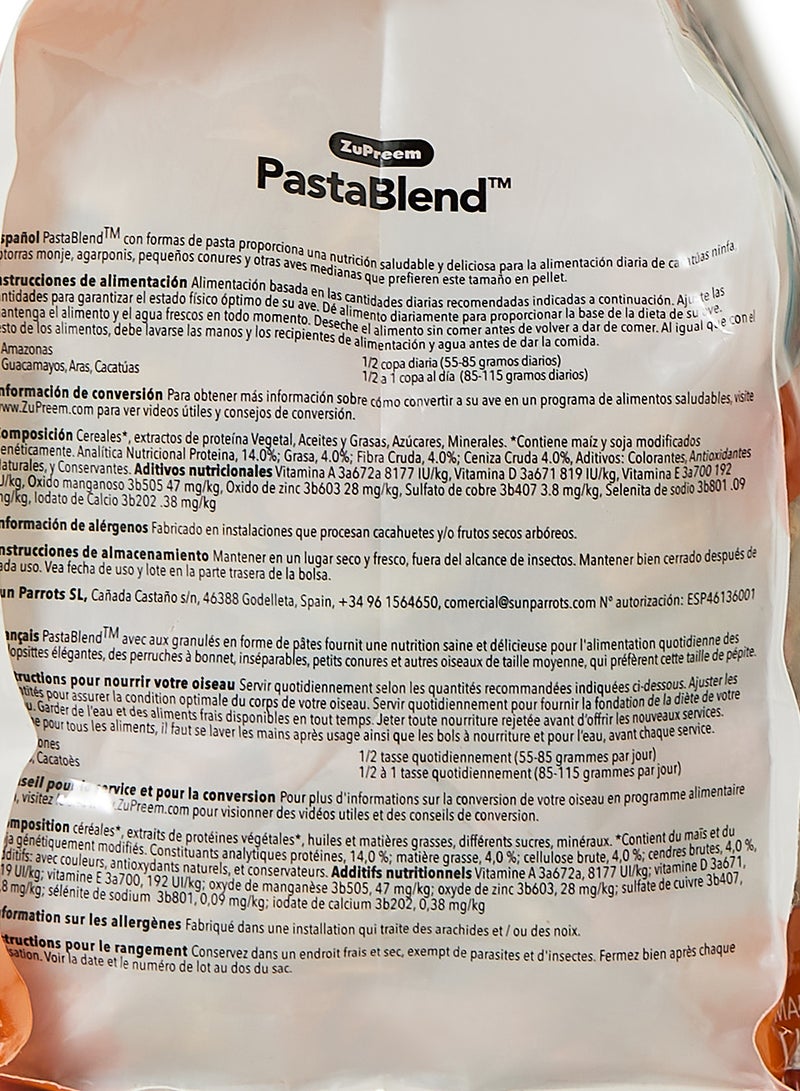 ZuPreem
PastaBlend™
spañol PastaBlend™ con formas de pasta proporciona una nutrición saludable y deliciosa para la alimentación diaria de ninfa,
otorras monje, agarponis, pequeños conures y otras aves medianas que prefieren este tamaño en pellet.
nstrucciones de alimentación Alimentación basada en las cantidades diarias recomendadas indicadas a continuación. las
ntidades para garantizar el estado físico óptimo de su ave. Dé alimento diariamente para proporcionar la base de la dieta de su
antenga el alimento y el agua frescos en todo momento. Deseche el alimento sin comer antes de volver a dar de comer. Al igual que con el
sto de los alimentos, debe lavarse las manos y los recipientes de alimentación y agua antes de dar la comida.
Amazonas 1/2 copa diaria (55-85 gramos diarios)
Guacamayos, Aras, Cacatúas 1/2 a 1 copa al día (85-115 gramos diarios)
nformación de conversión Para obtener más información sobre cómo convertir a su ave en un programa de alimentos saludables, visite
ww.ZuPreem.com para ver videos útiles y consejos de conversión.
omposición Cereales*, extractos de proteína Vegetal, Aceites y Grasas, Azúcares, Minerales. *Contiene maíz y soja modificados
enéticamente. Analítica Nutricional Proteina, 14.0%; Grasa, 4.0%; Fibra Cruda, 4.0%; Ceniza Cruda 4.0%, Aditivos: Colorantes, Antioxidantes
aturales, y Conservantes. Aditivos nutricionales Vitamina A 3a672a 8177 IU/kg, Vitamina D 3a671 819 IU/kg, Vitamina E 3a700 192
U/kg, Oxido manganoso 3b505 47 mg/kg, Oxido de zinc 3b603 28 mg/kg, Sulfato de cobre 3b407 3.8 mg/kg, Selenita de sodio 3b801 .09
mg/kg, Iodato de Calcio 3b202 .38 mg/kg
nformación de alérgenos Fabricado en instalaciones que procesan cacahuetes y/o frutos secos arbóreos.
nstrucciones de almacenamiento Mantener en un lugar seco y fresco, fuera del alcance de insectos. Mantener bien cerrado después de
ada uso. Vea fecha de uso y lote en la parte trasera de la bolsa.
un Parrots SL, Cañada Castaño s/n, 46388 Godelleta, Spain, +34 96 1564650, comercial@sunparrots.com N° autorización: ESP46136001
ançais PastaBlend™ avec aux granulés en forme de pâtes fournit une nutrition saine et délicieuse pour l'alimentation quotidienne des
lopsittes élégantes, des perruches à bonnet, inséparables, petits conures et autres oiseaux de taille moyenne, qui préfèrent cette taille de pépite.
tructions pour nourrir votre oiseau Servir quotidiennement selon les quantités recommandées indiquées ci-dessous. Ajuster les
ntités pour assurer la condition optimale du corps de votre oiseau. Servir quotidiennement pour fournir la fondation de la diète de votre
u. Garder de l'eau et des aliments frais disponibles en tout temps. Jeter toute nourriture rejetée avant d'offrir les nouveaux services.
e pour tous les aliments, il faut se laver les mains après usage ainsi que les bols à nourriture et pour l'eau, avant chaque service.
ones 1/2 tasse quotidiennement (55-85 grammes par jour)
, Cacatoès 1/2 à 1 tasse quotidiennement (85-115 grammes par jour)
seil pour service et pour la conversion Pour plus d'informations sur la conversion de votre oiseau en programme alimentaire
, visitez ZuPreem.com pour visionner des vidéos utiles et des conseils de conversion.
mposition céréales*, extraits de protéines végétales*, huiles et matières grasses, différents sucres, minéraux. *Contient du maïs et du
ja génétiquement modifiés. Constituants analytiques protéines, 14,0 %; matière grasse, 4,0 %; cellulose brute, 4,0 %; cendres brutes, 4,0 %,
ditifs: avec couleurs, antioxydants naturels, et conservateurs. Additifs nutritionnels Vitamine A 3a672a, 8177 UI/kg; vitamine D 3a671,
19 UI/kg; vitamine E 3a700, 192 UI/kg; oxyde de manganèse 3b505, 47 mg/kg; oxyde de zinc 3b603, 28 mg/kg; sulfate de cuivre 3b407,
,8 mg/kg; sélénite de sodium 3b801, 0,09 mg/kg; iodate de calcium 3b202, 0,38 mg/kg
formation sur les allergènes Fabriqué dans une installation qui traite des arachides et / ou des noix.
tructions pour le rangement Conservez dans un endroit frais et sec, exempt de parasites et d'insectes. Fermez bien après chaque
sation. Voir la date et le numéro de lot au dos du sac.